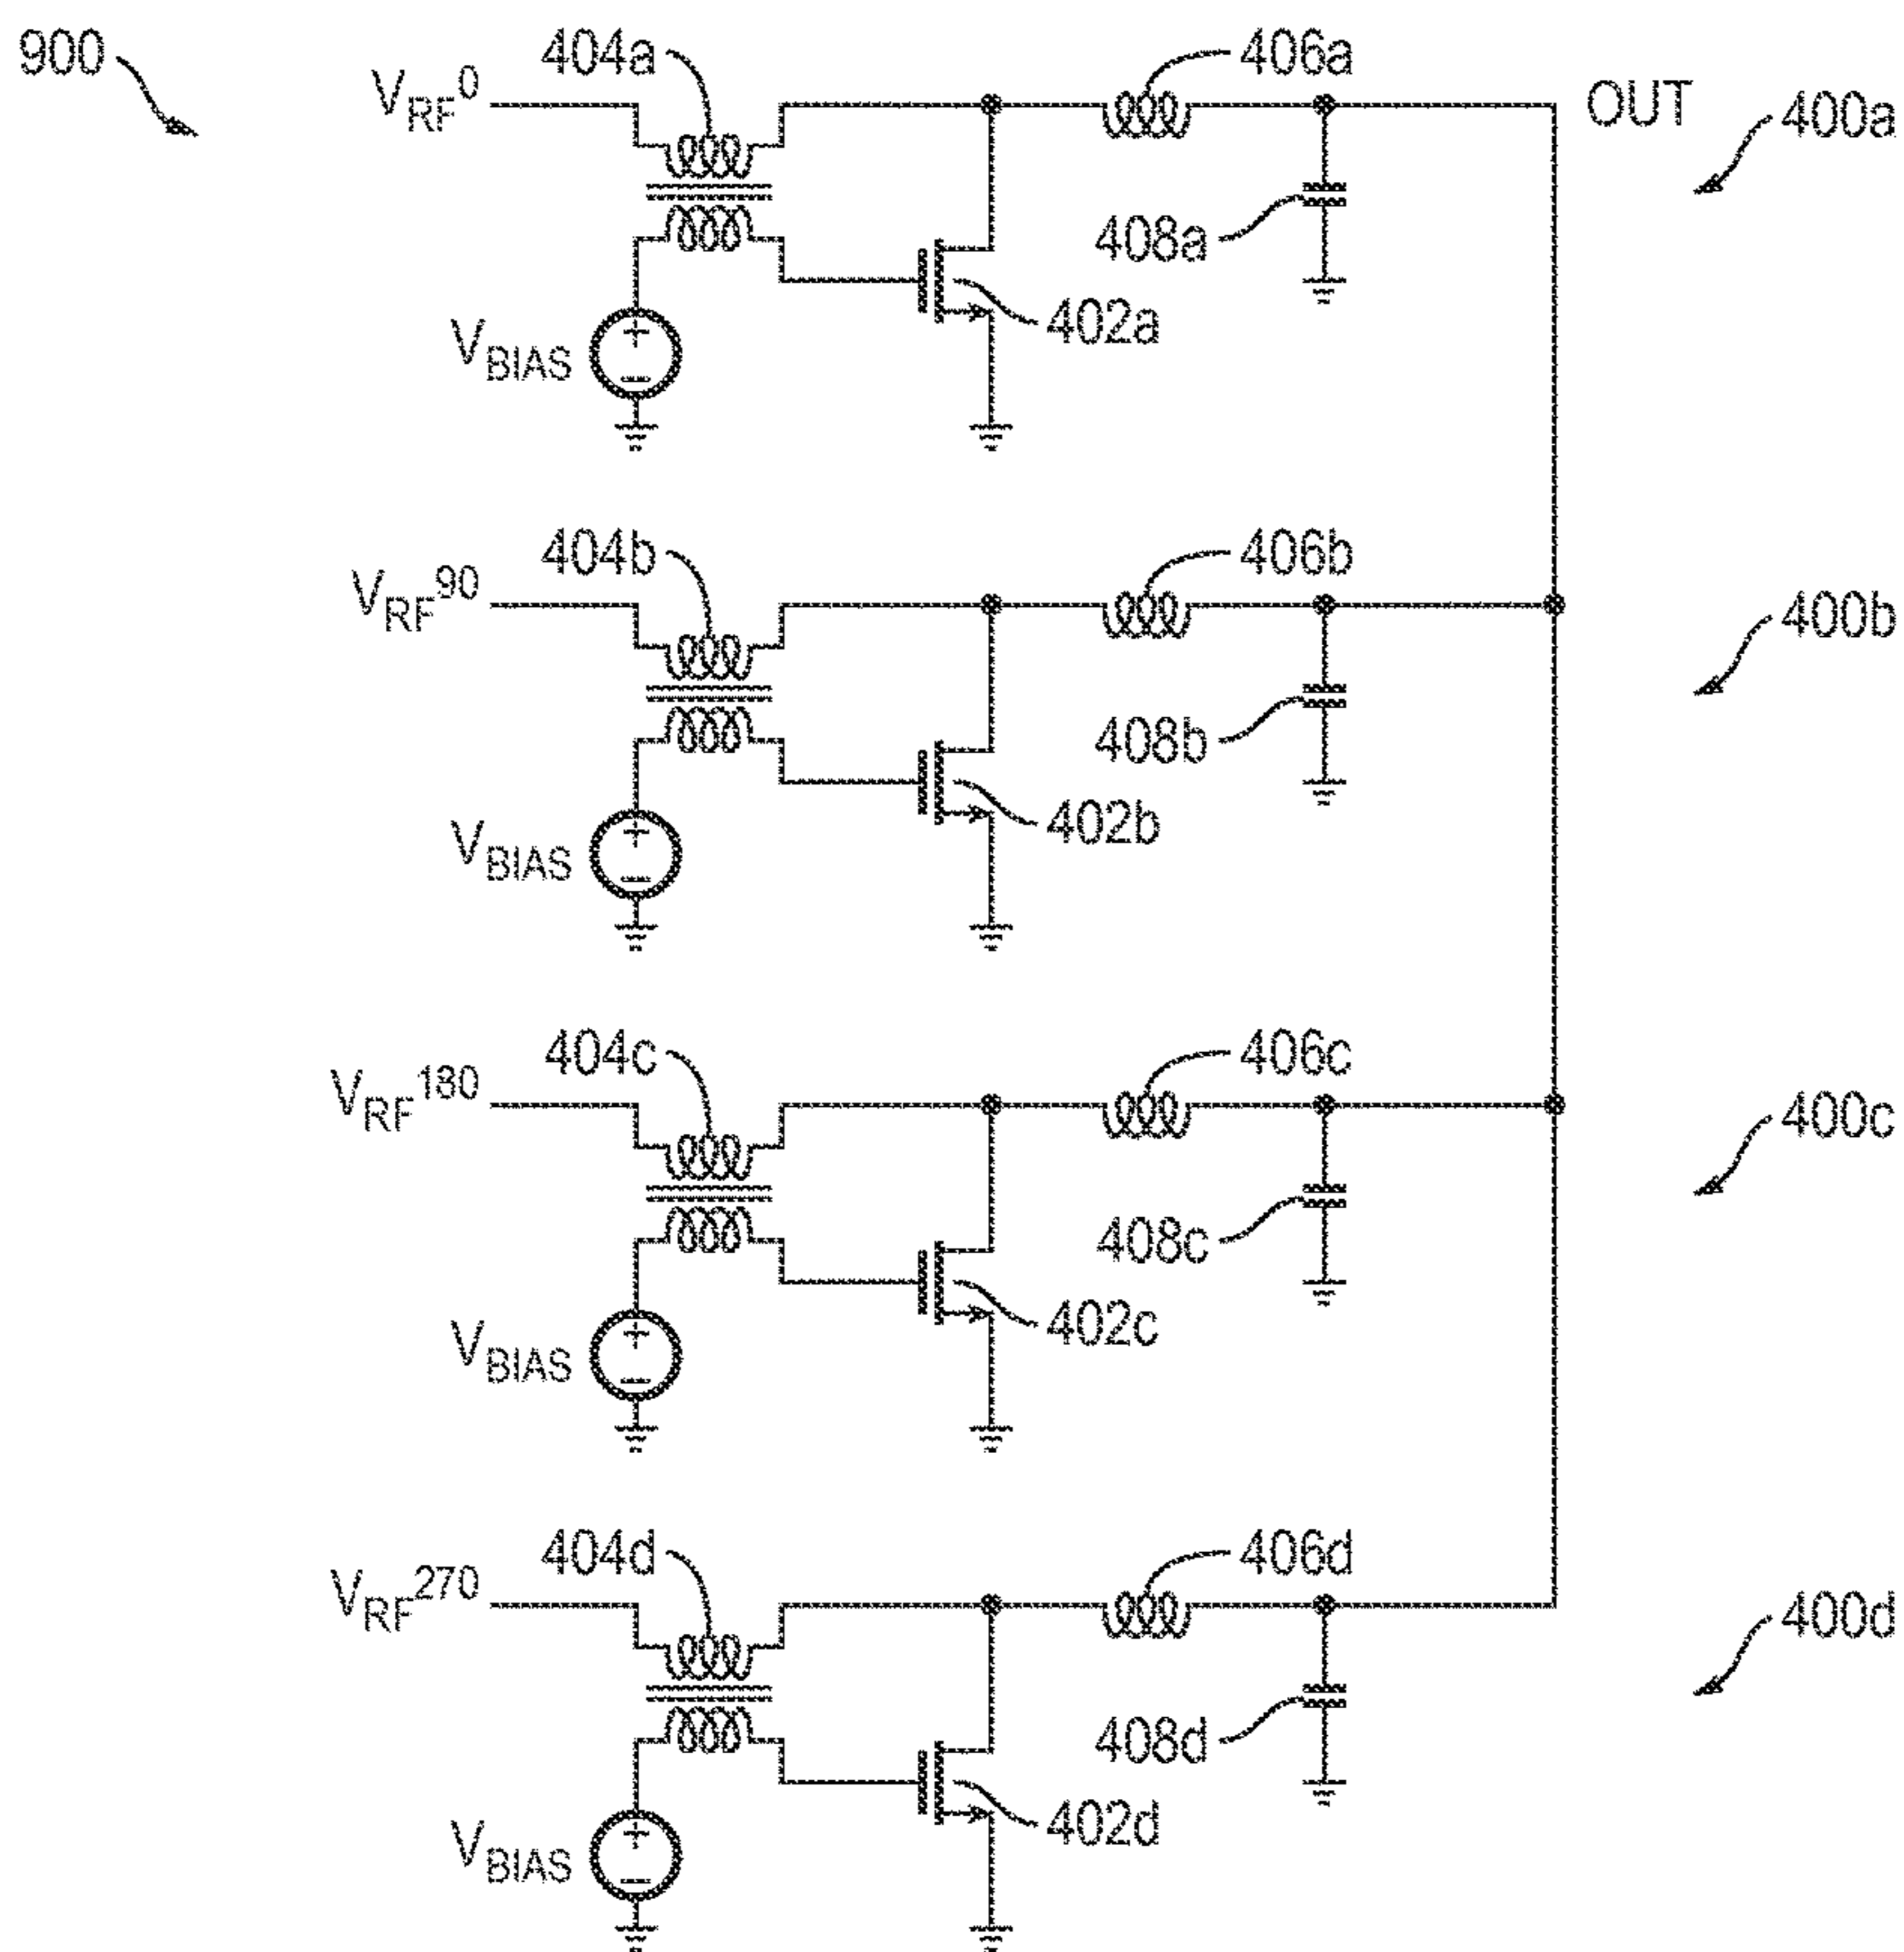 900
V_RF^0
404a
406a
OUT
400a
408a
402a
V_BIAS
+
−
V_RF^90
404b
406b
400b
408b
402b
V_BIAS
+
−
V_RF^180
404c
406c
400c
408c
402c
V_BIAS
+
−
V_RF^270
404d
406d
400d
408d
402d
V_BIAS
+
−